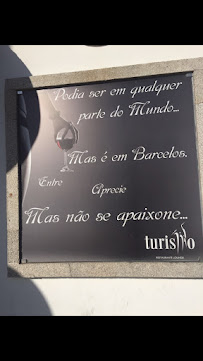 Podia ser em qualquer
parte do Mundo...
Mas é em Barcelos.
Entre
Aprecie
Mas não se apaixone...
turismo